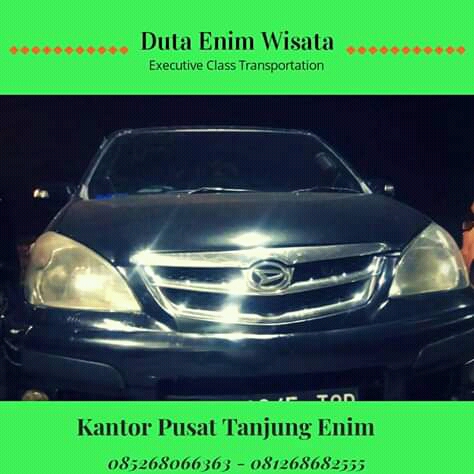 Duta Enim Wisata
Executive Class Transportation
Kantor Pusat Tanjung Enim
085268066363 - 081268682555